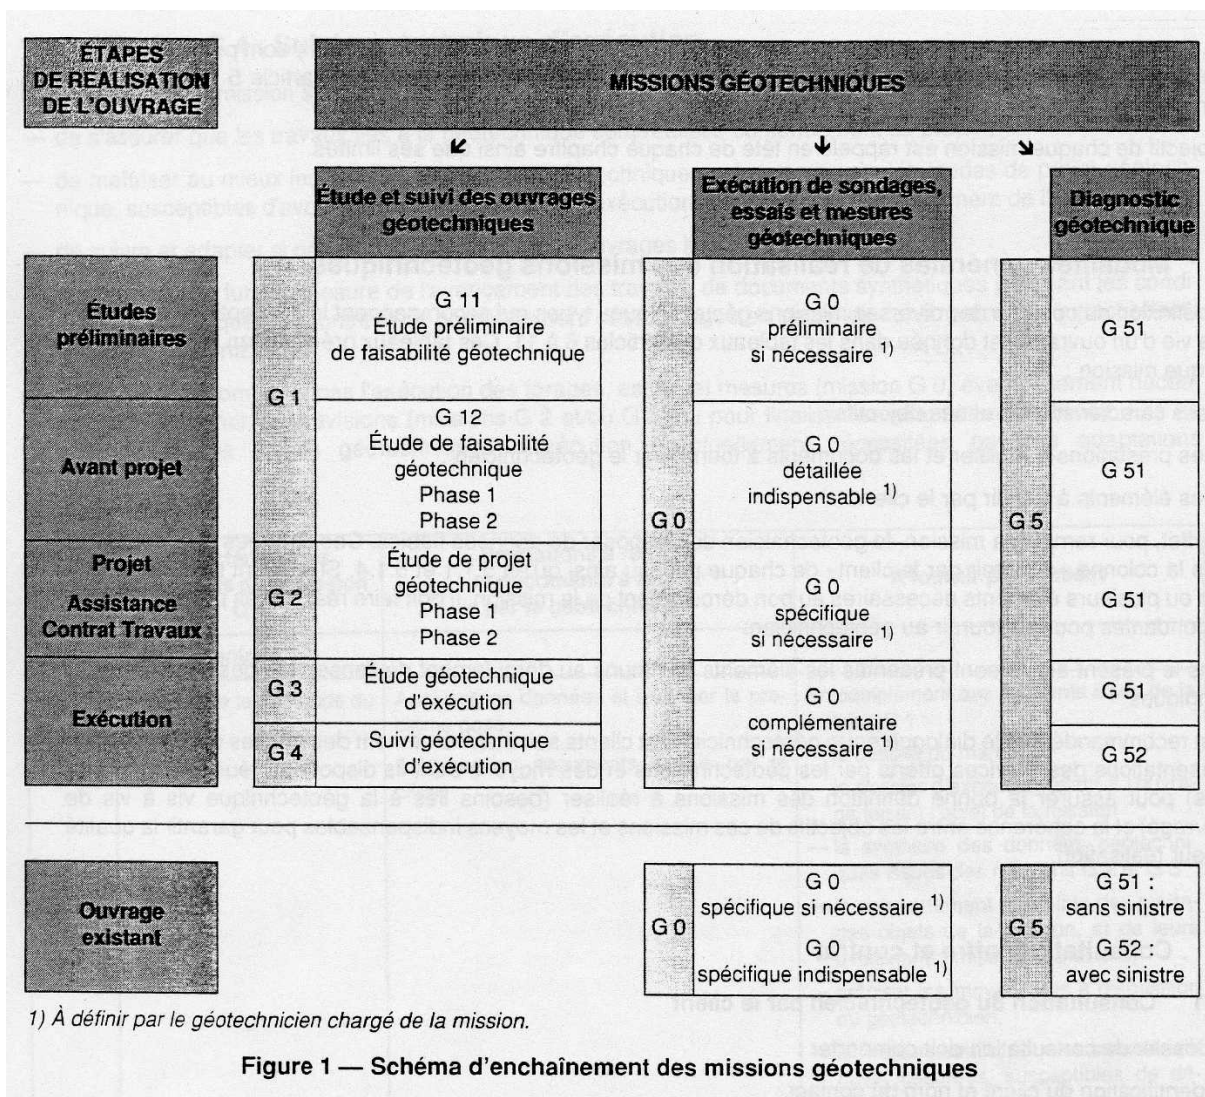 ÉTAPES
DE REALISATION
DE L'OUVRAGE
MISSIONS GÉOTECHNIQUES
Étude et suivi des ouvrages
géotechniques
Exécution de sondages,
essais et mesures
géotechniques
Diagnostic
géotechnique
Études
préliminaires
G 1
G 11
Étude préliminaire
de faisabilité géotechnique
G 0
G 0
préliminaire
si nécessaire 1)
G 5
G 51
Avant projet
G 12
Étude de faisabilité
géotechnique
Phase 1
Phase 2
G 0
détaillée
indispensable 1)
G 51
Projet
Assistance
Contrat Travaux
G 2
Étude de projet
géotechnique
Phase 1
Phase 2
G 0
spécifique
si nécessaire 1)
G 51
Exécution
G 3
Étude géotechnique
d'exécution
G 0
complémentaire
si nécessaire 1)
G 51
G 4
Suivi géotechnique
d'exécution
G 52
Ouvrage
existant
G 0
G 0
spécifique si nécessaire 1)
G 0
spécifique indispensable 1)
G 5
G 51 :
sans sinistre
G 52 :
avec sinistre
1) À définir par le géotechnicien chargé de la mission.
Figure 1 — Schéma d'enchaînement des missions géotechniques